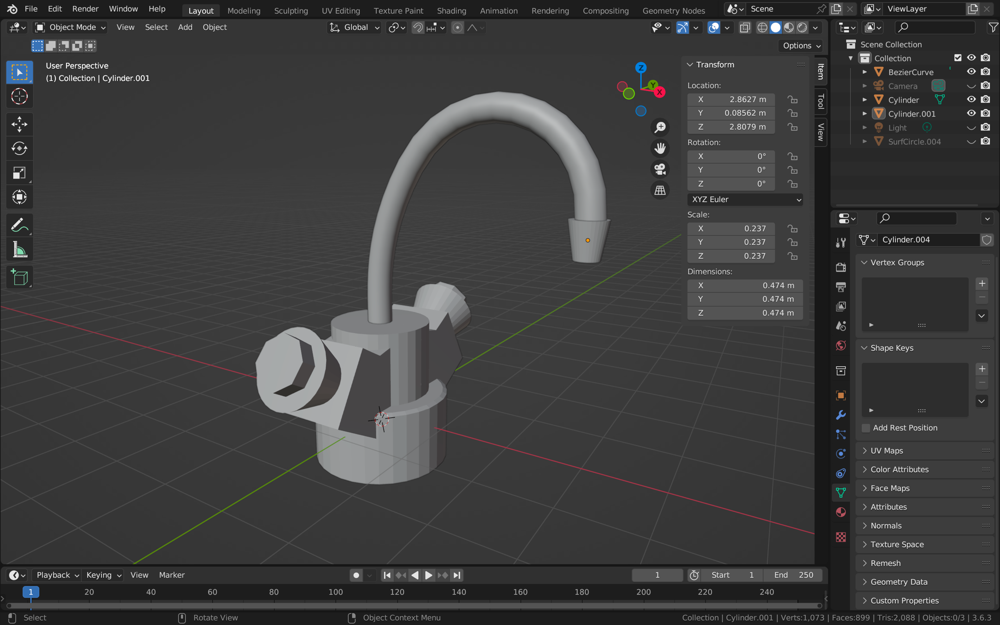 File Edit Render Window Help Layout Modeling Sculpting UV Editing Texture Paint Shading Animation Rendering Compositing Geometry Nodes Scene ViewLayer
Object Mode View Select Add Object Global
Options
User Perspective
(1) Collection | Cylinder.001
Z
Y
X
Transform
Location:
X 2.8627 m
Y 0.08562 m
Z 2.8079 m
Rotation:
X 0°
Y 0°
Z 0°
XYZ Euler
Scale:
X 0.237
Y 0.237
Z 0.237
Dimensions:
X 0.474 m
Y 0.474 m
Z 0.474 m
Item
Tool
View
Scene Collection
Collection
BezierCurve
Camera
Cylinder
Cylinder.001
Light
SurfCircle.004
Cylinder.004
Vertex Groups
Shape Keys
Add Rest Position
UV Maps
Color Attributes
Face Maps
Attributes
Normals
Texture Space
Remesh
Geometry Data
Custom Properties
Playback Keying View Marker 1 Start 1 End 250
1 20 40 60 80 100 120 140 160 180 200 220 240
Select Rotate View Object Context Menu Collection | Cylinder.001 | Verts:1,073 | Faces:899 | Tris:2,088 | Objects:0/3 | 3.6.3